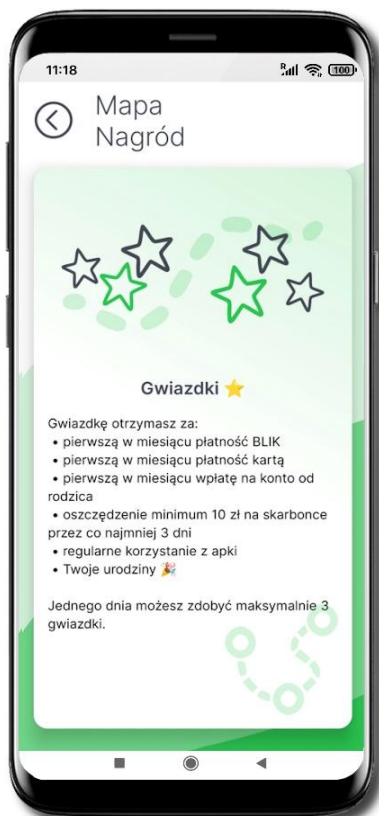 11:18
R
100
Mapa
Nagród
Gwiazdki ⭐
Gwiazdkę otrzymasz za:
• pierwszą w miesiącu płatność BLIK
• pierwszą w miesiącu płatność kartą
• pierwszą w miesiącu wpłatę na konto od
rodzica
• oszczędzenie minimum 10 zł na skarbonce
przez co najmniej 3 dni
• regularne korzystanie z apki
• Twoje urodziny 🎉
Jednego dnia możesz zdobyć maksymalnie 3
gwiazdki.